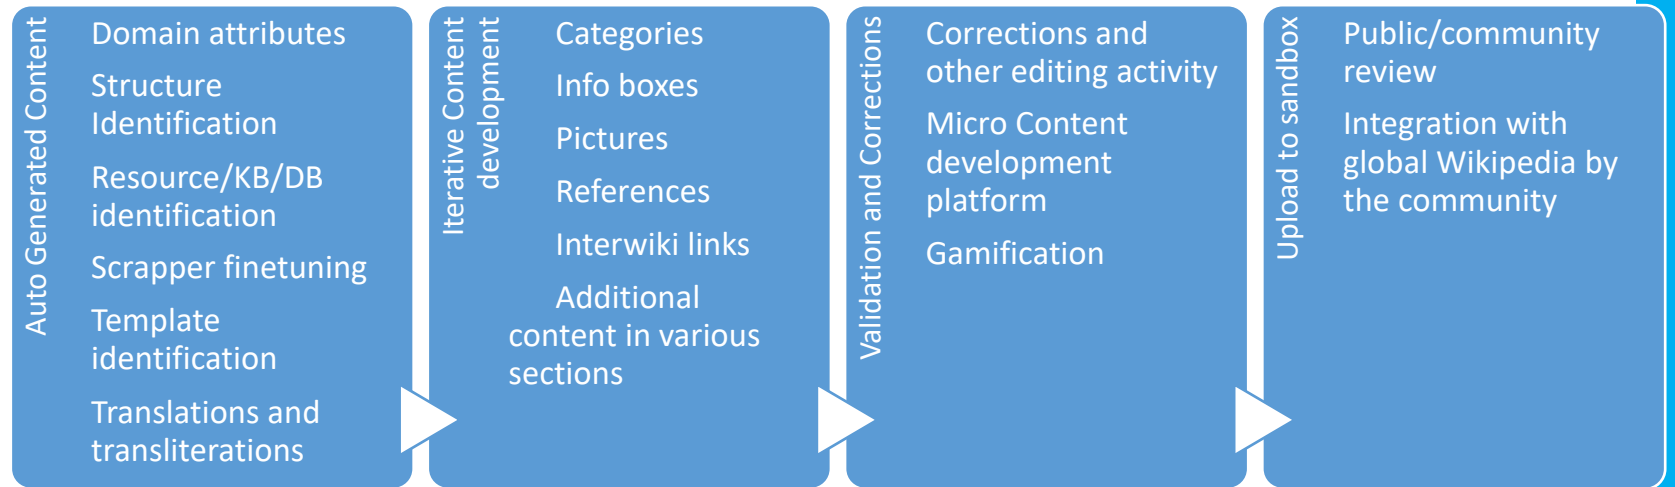 Auto Generated Content
Domain attributes
Structure
Identification
Resource/KB/DB
identification
Scrapper finetuning
Template
identification
Translations and
transliterations
Iterative Content
development
Categories
Info boxes
Pictures
References
Interwiki links
Additional
content in various
sections
Validation and Corrections
Corrections and
other editing activity
Micro Content
development
platform
Gamification
Upload to sandbox
Public/community
review
Integration with
global Wikipedia by
the community